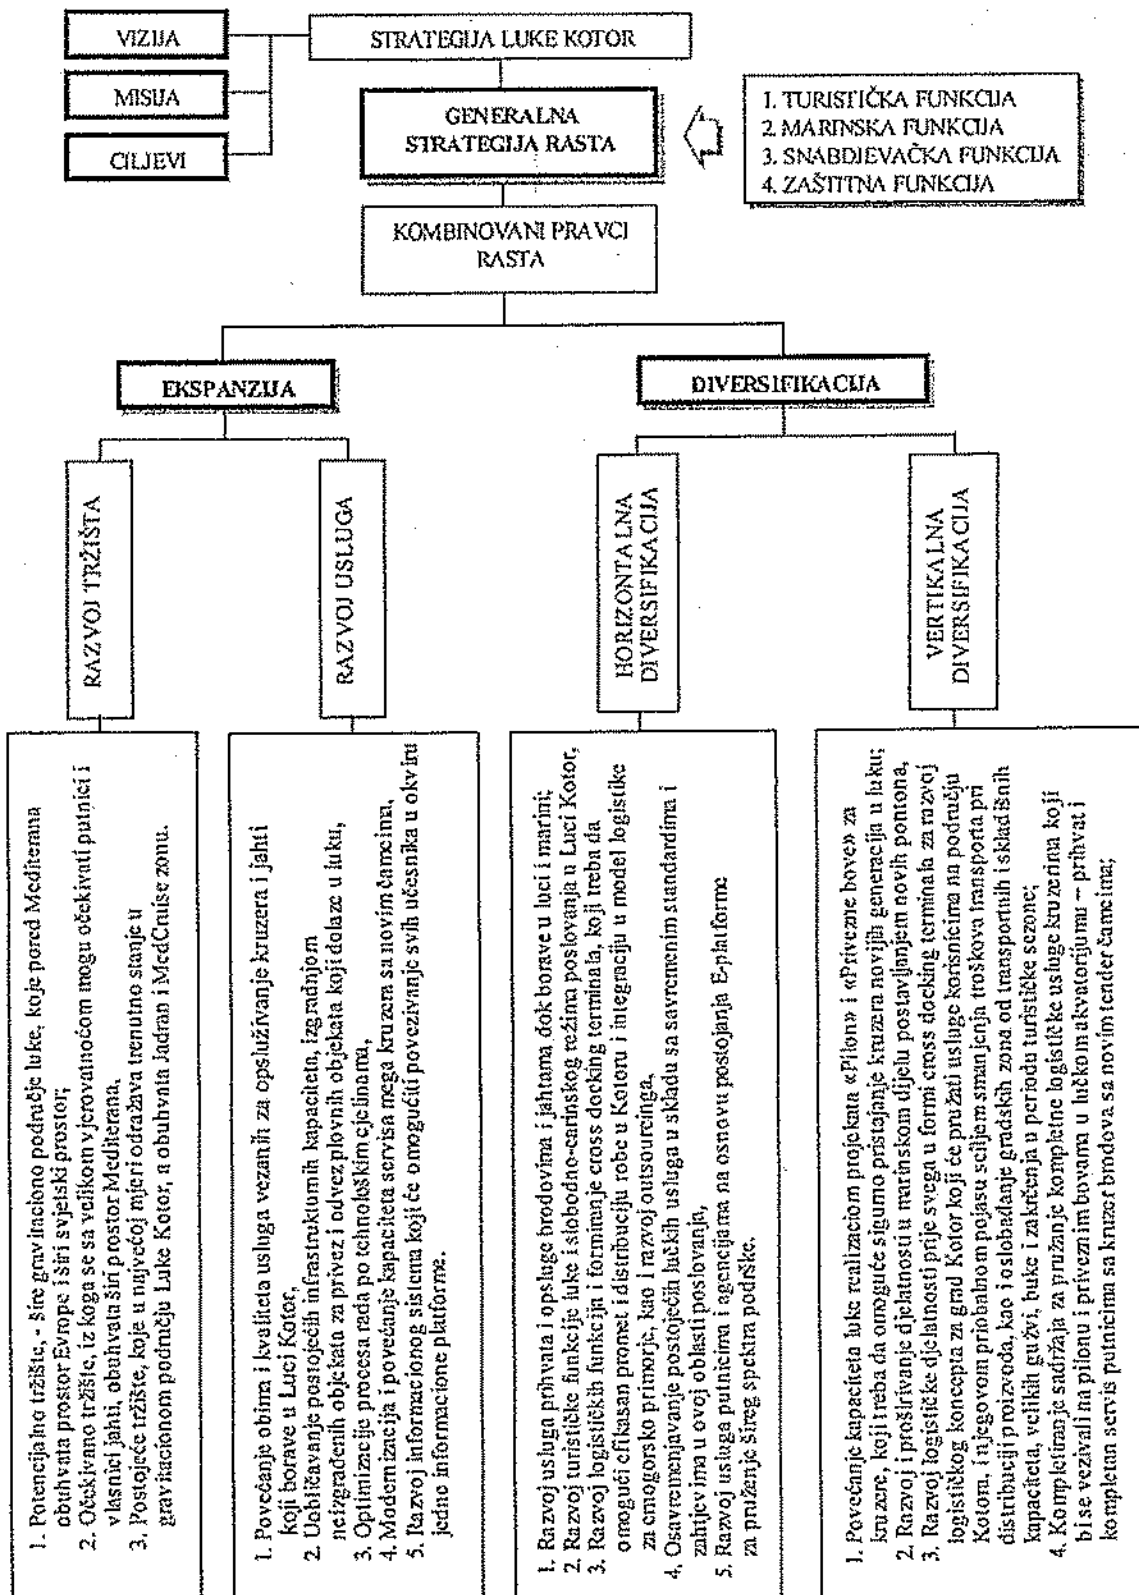 VIZIJA
MISIJA
CILJEVI
STRATEGIJA LUKE KOTOR
GENERALNA
STRATEGIJA RASTA
1. TURISTIČKA FUNKCIJA
2. MARINSKA FUNKCIJA
3. SNABDIEVAČKA FUNKCIJA
4. ZAŠTITNA FUNKCIJA
KOMBINOVANI PRAVCI
RASTA
EKSPANZIJA
DIVERSIFIKACIJA
RAZVOJ TRŽIŠTA
RAZVOJ USLUGA
HORIZONTALNA
DIVERSIFIKACIJA
VERTIKALNA
DIVERSIFIKACIJA
1. Potencijalno tržište, - šire gravitaciono područje luke, koje pored Mediterana
obuhvata prostor Evrope i širi svjetski prostor;
2. Očekivano tržište, iz koga se sa velikom vjerovatnoćom mogu očekivati putnici i
vlasnici jahti, obuhvata širi prostor Mediterana,
3. Postojeće tržište, koje u najvećoj mjeri odražava trenutno stanje u
gravitacionom području Luke Kotor, a obuhvata Jadran i MedCruise zonu.
1. Povećanje obima i kvaliteta usluga vezanih za opsluživanje kruzera i jahti
koji borave u Luci Kotor,
2. Uobličavanje postojećih infrastrukturnih kapaciteta, izgradnjom
neizgrađenih objekata za privez i odvez plovnih objekata koji dolaze u luku,
3. Optimizacije procesa rada po tehnološkim cjelinama,
4. Modernizacija i povećanje kapaciteta servisa mega kruzera sa novim čamcima,
5. Razvoj informacionog sistema koji će omogućiti povezivanje svih učesnika u okviru
jedne informacione platforme.
1. Razvoj usluga prihvata i opsluge brodovima i jahtama dok borave u luci i marini;
2. Razvoj turističke funkcije luke i slobodno-carinskog režima poslovanja u Luci Kotor,
3. Razvoj logističkih funkcija i formiranje cross docking terminala, koji treba da
omogući efikasan promet i distribuciju robe u Kotoru i integraciju u model logistike
za crnogorsko primorje, kao i razvoj outsourcinga,
4. Osavremenjavanje postojećih lučkih usluga u skladu sa savremenim standardima i
zahtjevima u ovoj oblasti poslovanja,
5. Razvoj usluga putnicima i agencijama na osnovu postojanja E-platforme
za pruženje šireg spektra podrške.
1. Povećanje kapaciteta luke realizaciom projekata «Pilon» i «Privezne bove» za
kruzere, koji treba da omoguće sigurno pristajanje kruzera novijih generacija u luku;
2. Razvoj i proširivanje djelatnosti u marinskom dijelu postavljanjem novih pontona,
3. Razvoj logističke djelatnosti prije svega u formi cross docking terminala za razvoj
logističkog koncepta za grad Kotor koji će pružati usluge korisnicima na području
Kotora, i njegovom priobalnom pojasu s ciljem smanjenja troškova transporta pri
distribuciji proizvoda, kao i oslobađanje gradskih zona od transportnih i skladišnih
kapaciteta, velikih gužvi, buke i zakrčenja u periodu turističke sezone;
4. Kompletiranje sadržaja za pružanje kompletne logističke usluge kruzerima koji
bi se vezivali na pilonu i priveznim bovama u lučkom akvatorijumu – prihvat i
kompletan servis putnicima sa kruzer brodova sa novim tender čamcima;